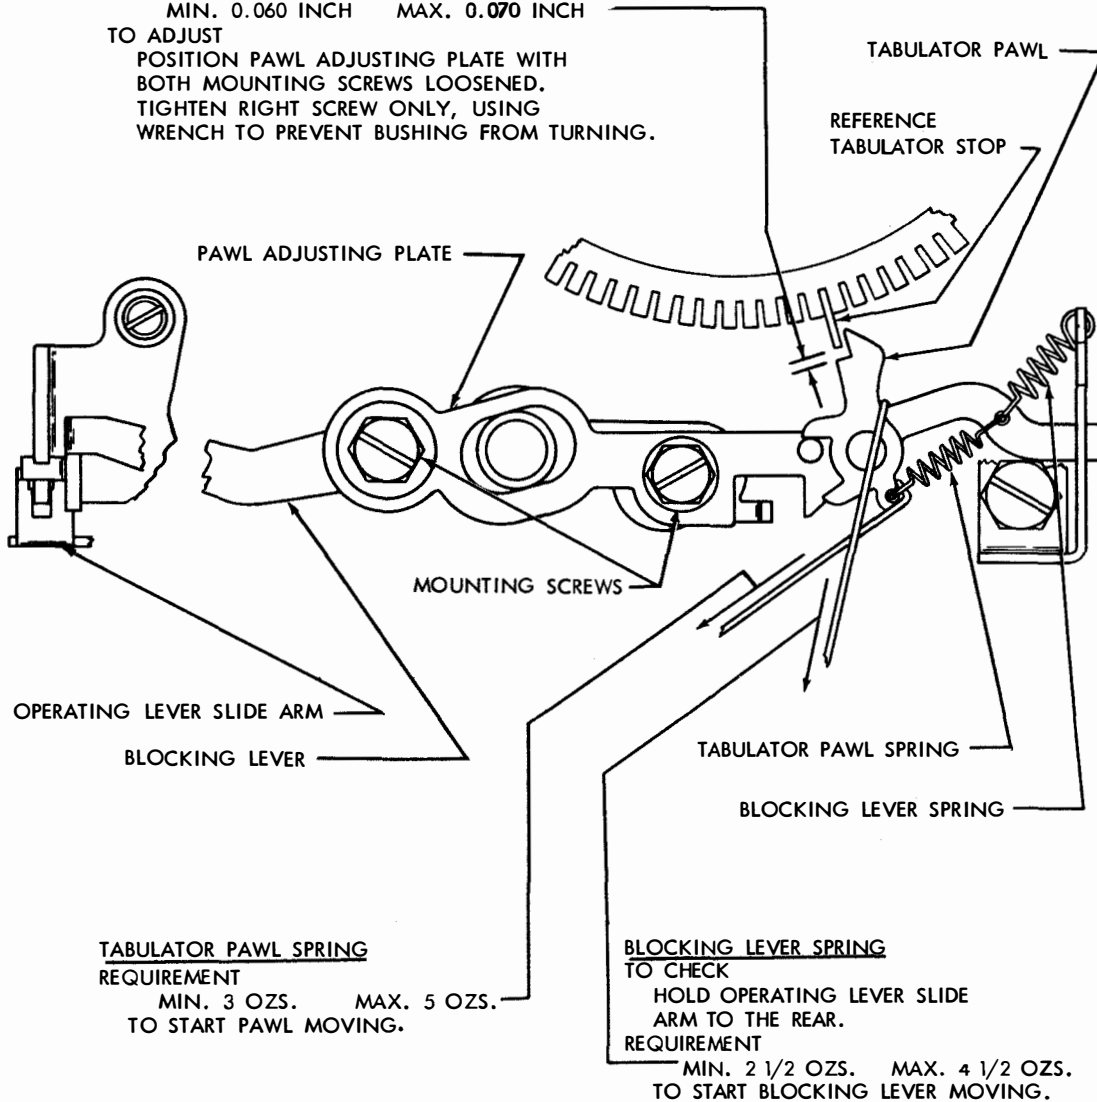 MIN. 0.060 INCH MAX. 0.070 INCH
TO ADJUST
POSITION PAWL ADJUSTING PLATE WITH
BOTH MOUNTING SCREWS LOOSENED.
TIGHTEN RIGHT SCREW ONLY, USING
WRENCH TO PREVENT BUSHING FROM TURNING.
TABULATOR PAWL
REFERENCE
TABULATOR STOP
PAWL ADJUSTING PLATE
MOUNTING SCREWS
OPERATING LEVER SLIDE ARM
BLOCKING LEVER
TABULATOR PAWL SPRING
BLOCKING LEVER SPRING
TABULATOR PAWL SPRING
REQUIREMENT
MIN. 3 OZS. MAX. 5 OZS.
TO START PAWL MOVING.
BLOCKING LEVER SPRING
TO CHECK
HOLD OPERATING LEVER SLIDE
ARM TO THE REAR.
REQUIREMENT
MIN. 2 1/2 OZS. MAX. 4 1/2 OZS.
TO START BLOCKING LEVER MOVING.